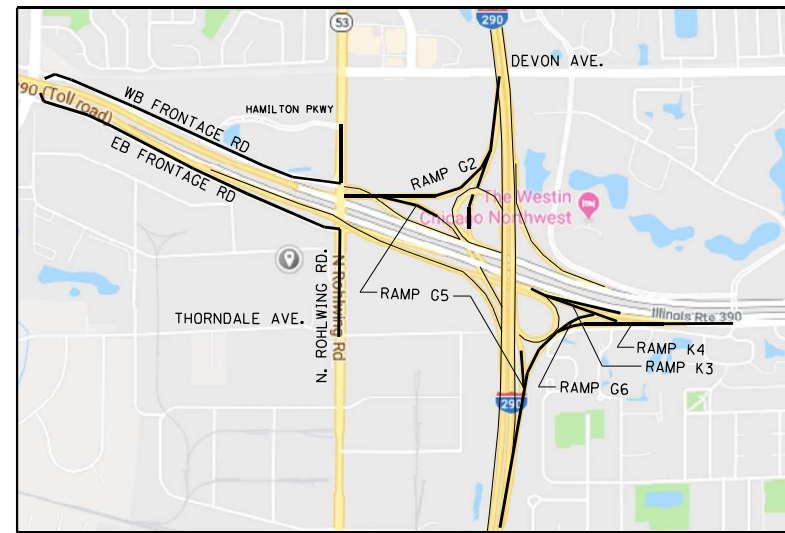 53
290
DEVON AVE.
90 (Toll road)
WB FRONTAGE RD
HAMILTON PKWY
EB FRONTAGE RD
RAMP G2
The Westin
Chicago Northwest
N. ROHLWING RD.
N Rohlwing Rd
RAMP G5
THORNDALE AVE.
Illinois Rte 390
RAMP K4
RAMP K3
RAMP G6
290